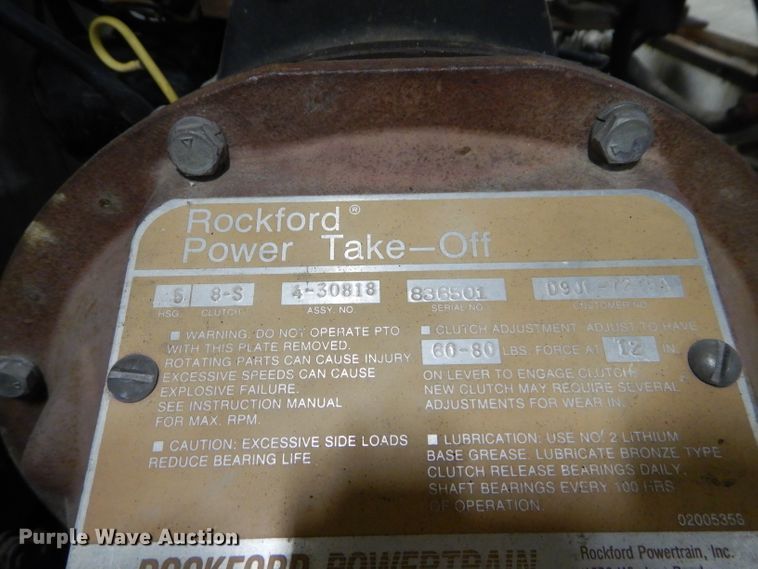 Rockford®
Power Take-Off
8-S 4-30818 836501
HSG. CLUTCH ASSY. NO. SERIAL NO. CUSTOMER NO.
■ WARNING: DO NOT OPERATE PTO
WITH THIS PLATE REMOVED.
ROTATING PARTS CAN CAUSE INJURY
EXCESSIVE SPEEDS CAN CAUSE
EXPLOSIVE FAILURE.
SEE INSTRUCTION MANUAL
FOR MAX. RPM.
■ CAUTION: EXCESSIVE SIDE LOADS
REDUCE BEARING LIFE
■ CLUTCH ADJUSTMENT: ADJUST TO HAVE
60-80 LBS. FORCE AT 12 IN.
ON LEVER TO ENGAGE CLUTCH
NEW CLUTCH MAY REQUIRE SEVERAL
ADJUSTMENTS FOR WEAR IN.
■ LUBRICATION: USE NO. 2 LITHIUM
BASE GREASE. LUBRICATE BRONZE TYPE
CLUTCH RELEASE BEARINGS DAILY.
SHAFT BEARINGS EVERY 100 HRS
OF OPERATION.
02005359
ROCKFORD POWERTRAIN
Rockford Powertrain, Inc.
Purple Wave Auction